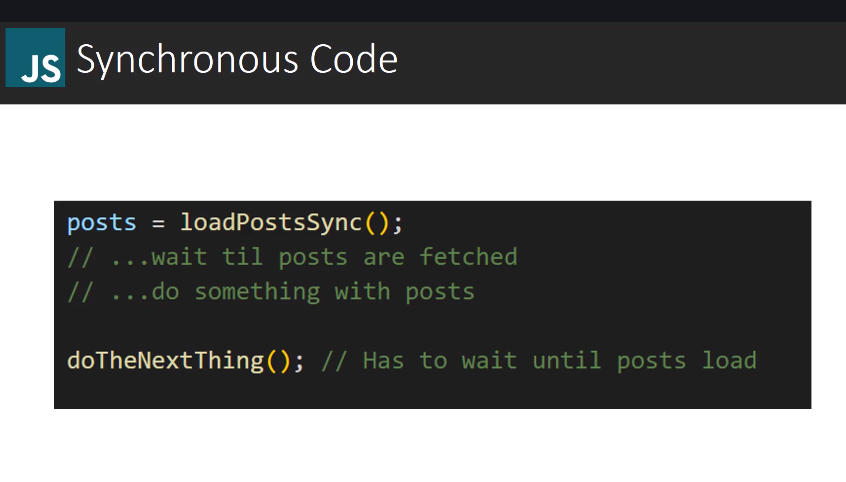 JS Synchronous Code
posts = loadPostsSync();
// ...wait til posts are fetched
// ...do something with posts
doTheNextThing(); // Has to wait until posts load